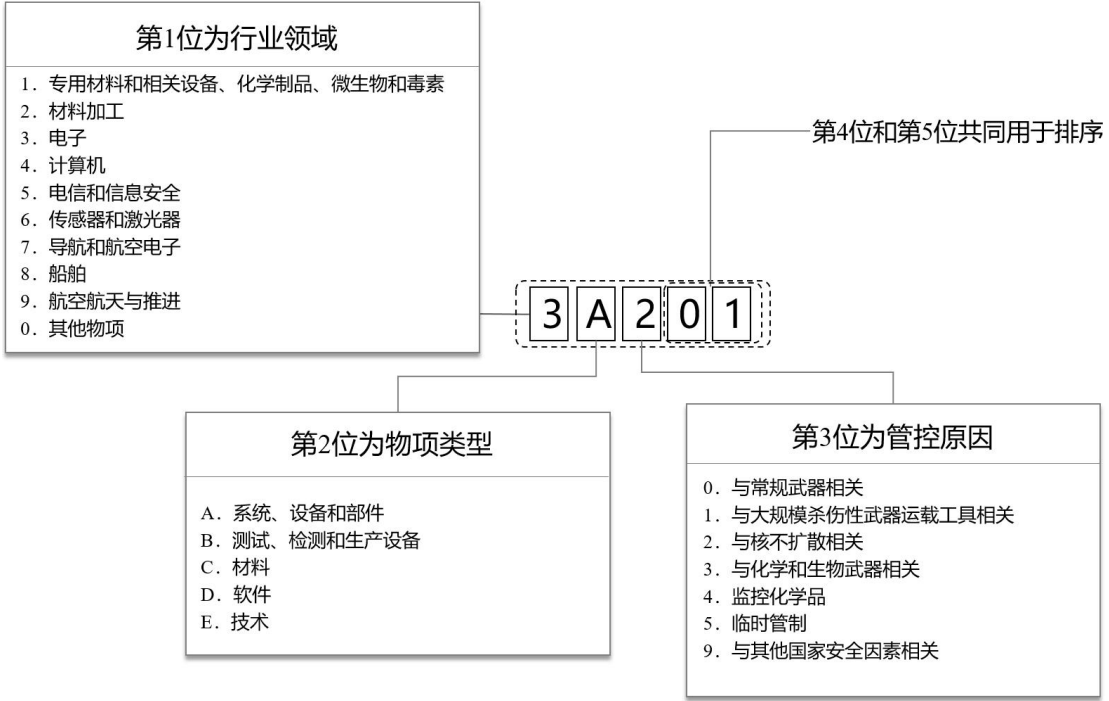 第1位为行业领域
1. 专用材料和相关设备、化学制品、微生物和毒素
2. 材料加工
3. 电子
4. 计算机
5. 电信和信息安全
6. 传感器和激光器
7. 导航和航空电子
8. 船舶
9. 航空航天与推进
0. 其他物项
第4位和第5位共同用于排序
3 A 2 0 1
第2位为物项类型
A. 系统、设备和部件
B. 测试、检测和生产设备
C. 材料
D. 软件
E. 技术
第3位为管控原因
0. 与常规武器相关
1. 与大规模杀伤性武器运载工具相关
2. 与核不扩散相关
3. 与化学和生物武器相关
4. 监控化学品
5. 临时管制
9. 与其他国家安全因素相关